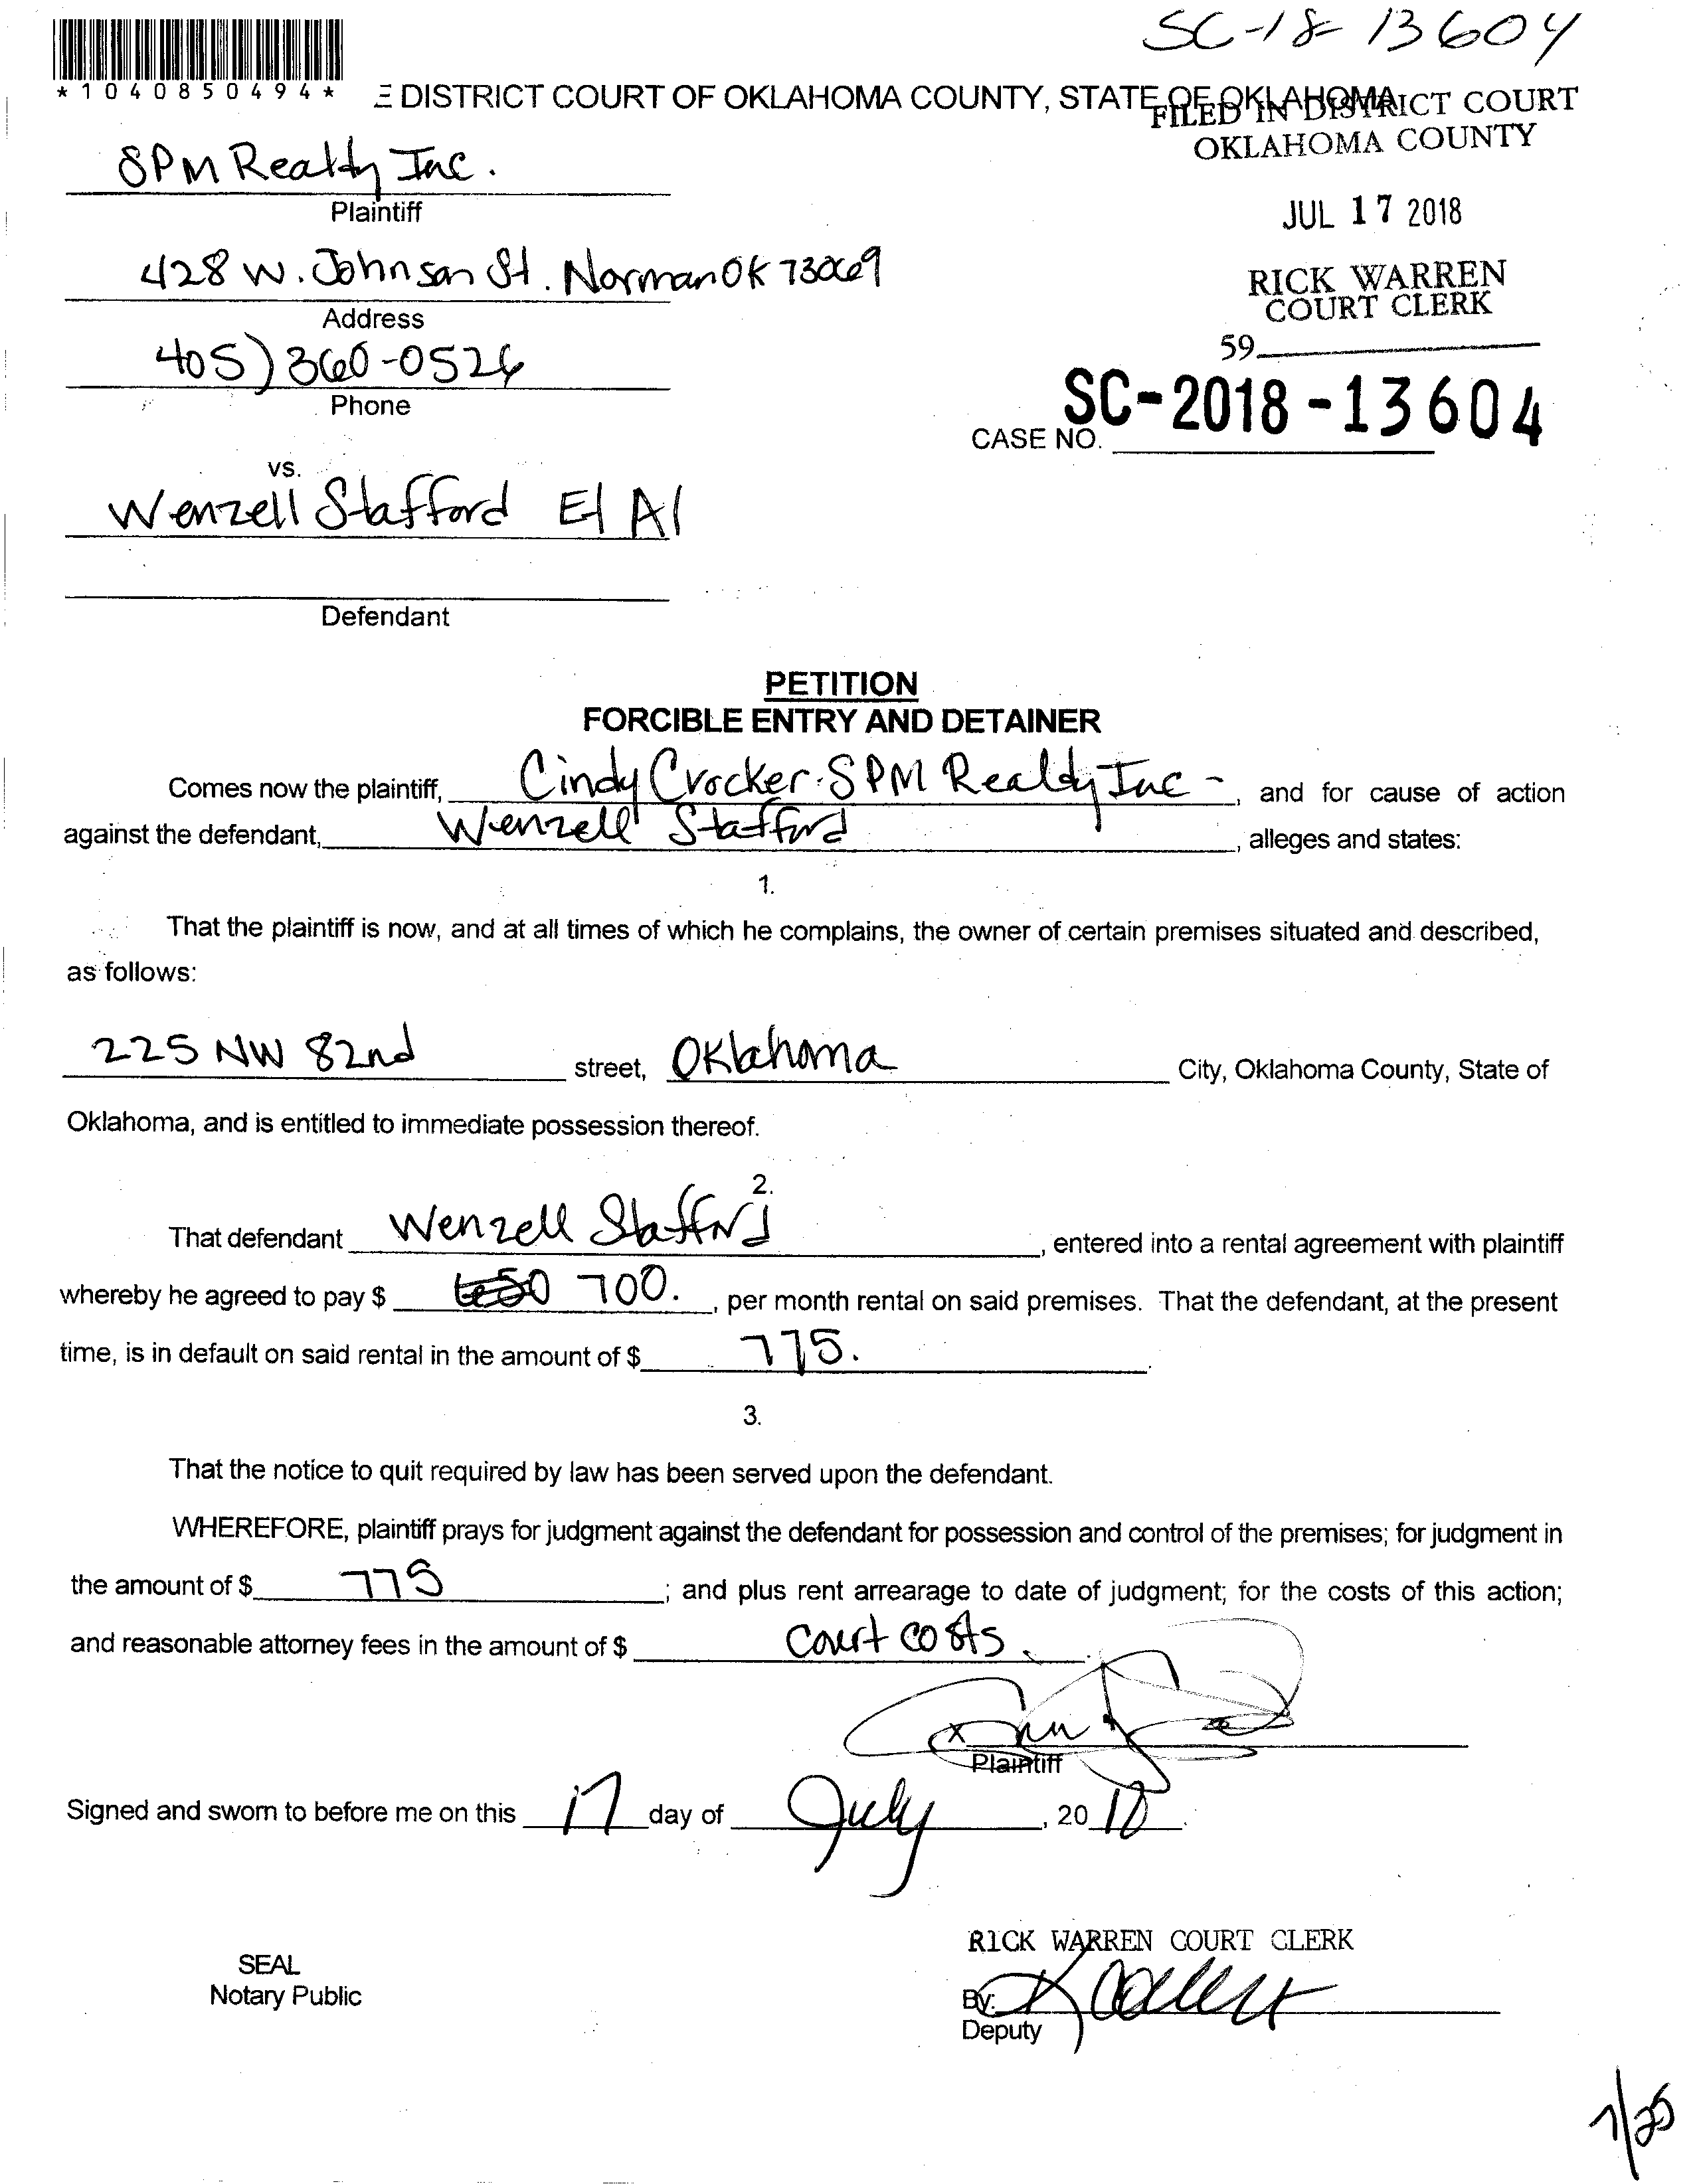 SC-18-13604
*1040850494*
E DISTRICT COURT OF OKLAHOMA COUNTY, STATE OF OKLAHOMA
FILED IN DISTRICT COURT
OKLAHOMA COUNTY
SPM Realty Inc.
Plaintiff
JUL 17 2018
428 W. Johnson St. Norman OK 73069
Address
RICK WARREN
COURT CLERK
405) 360-0526
Phone
59
SC-2018-13604
CASE NO.
vs.
Wenzell Stafford Et Al
Defendant
PETITION
FORCIBLE ENTRY AND DETAINER
Comes now the plaintiff, Cindy Crocker-SPM Realty Inc-, and for cause of action
against the defendant, Wenzell Stafford, alleges and states:
1.
That the plaintiff is now, and at all times of which he complains, the owner of certain premises situated and described,
as follows:
225 NW 82nd street, Oklahoma City, Oklahoma County, State of
Oklahoma, and is entitled to immediate possession thereof.
2.
That defendant Wenzell Stafford, entered into a rental agreement with plaintiff
whereby he agreed to pay $ 650 700., per month rental on said premises. That the defendant, at the present
time, is in default on said rental in the amount of $ 775.
3.
That the notice to quit required by law has been served upon the defendant.
WHEREFORE, plaintiff prays for judgment against the defendant for possession and control of the premises; for judgment in
the amount of $ 775; and plus rent arrearage to date of judgment; for the costs of this action;
and reasonable attorney fees in the amount of $ court costs.
x
Plaintiff
Signed and sworn to before me on this 17 day of July, 2018.
RICK WARREN COURT CLERK
SEAL
Notary Public
By:
Deputy
7/25